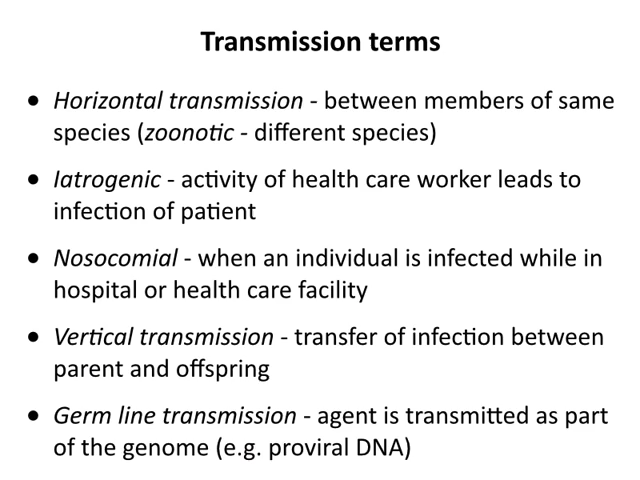 Transmission terms
• Horizontal transmission - between members of same
species (zoonotic - different species)
• Iatrogenic - activity of health care worker leads to
infection of patient
• Nosocomial - when an individual is infected while in
hospital or health care facility
• Vertical transmission - transfer of infection between
parent and offspring
• Germ line transmission - agent is transmitted as part
of the genome (e.g. proviral DNA)